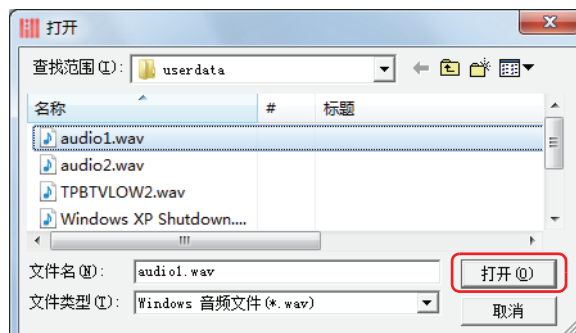 打开
查找范围(I): userdata
名称 # 标题
audio1.wav
audio2.wav
TPBTVLOW2.wav
Windows XP Shutdown....
文件名(N): audio1.wav 打开(O)
文件类型(T): Windows 音频文件(*.wav) 取消